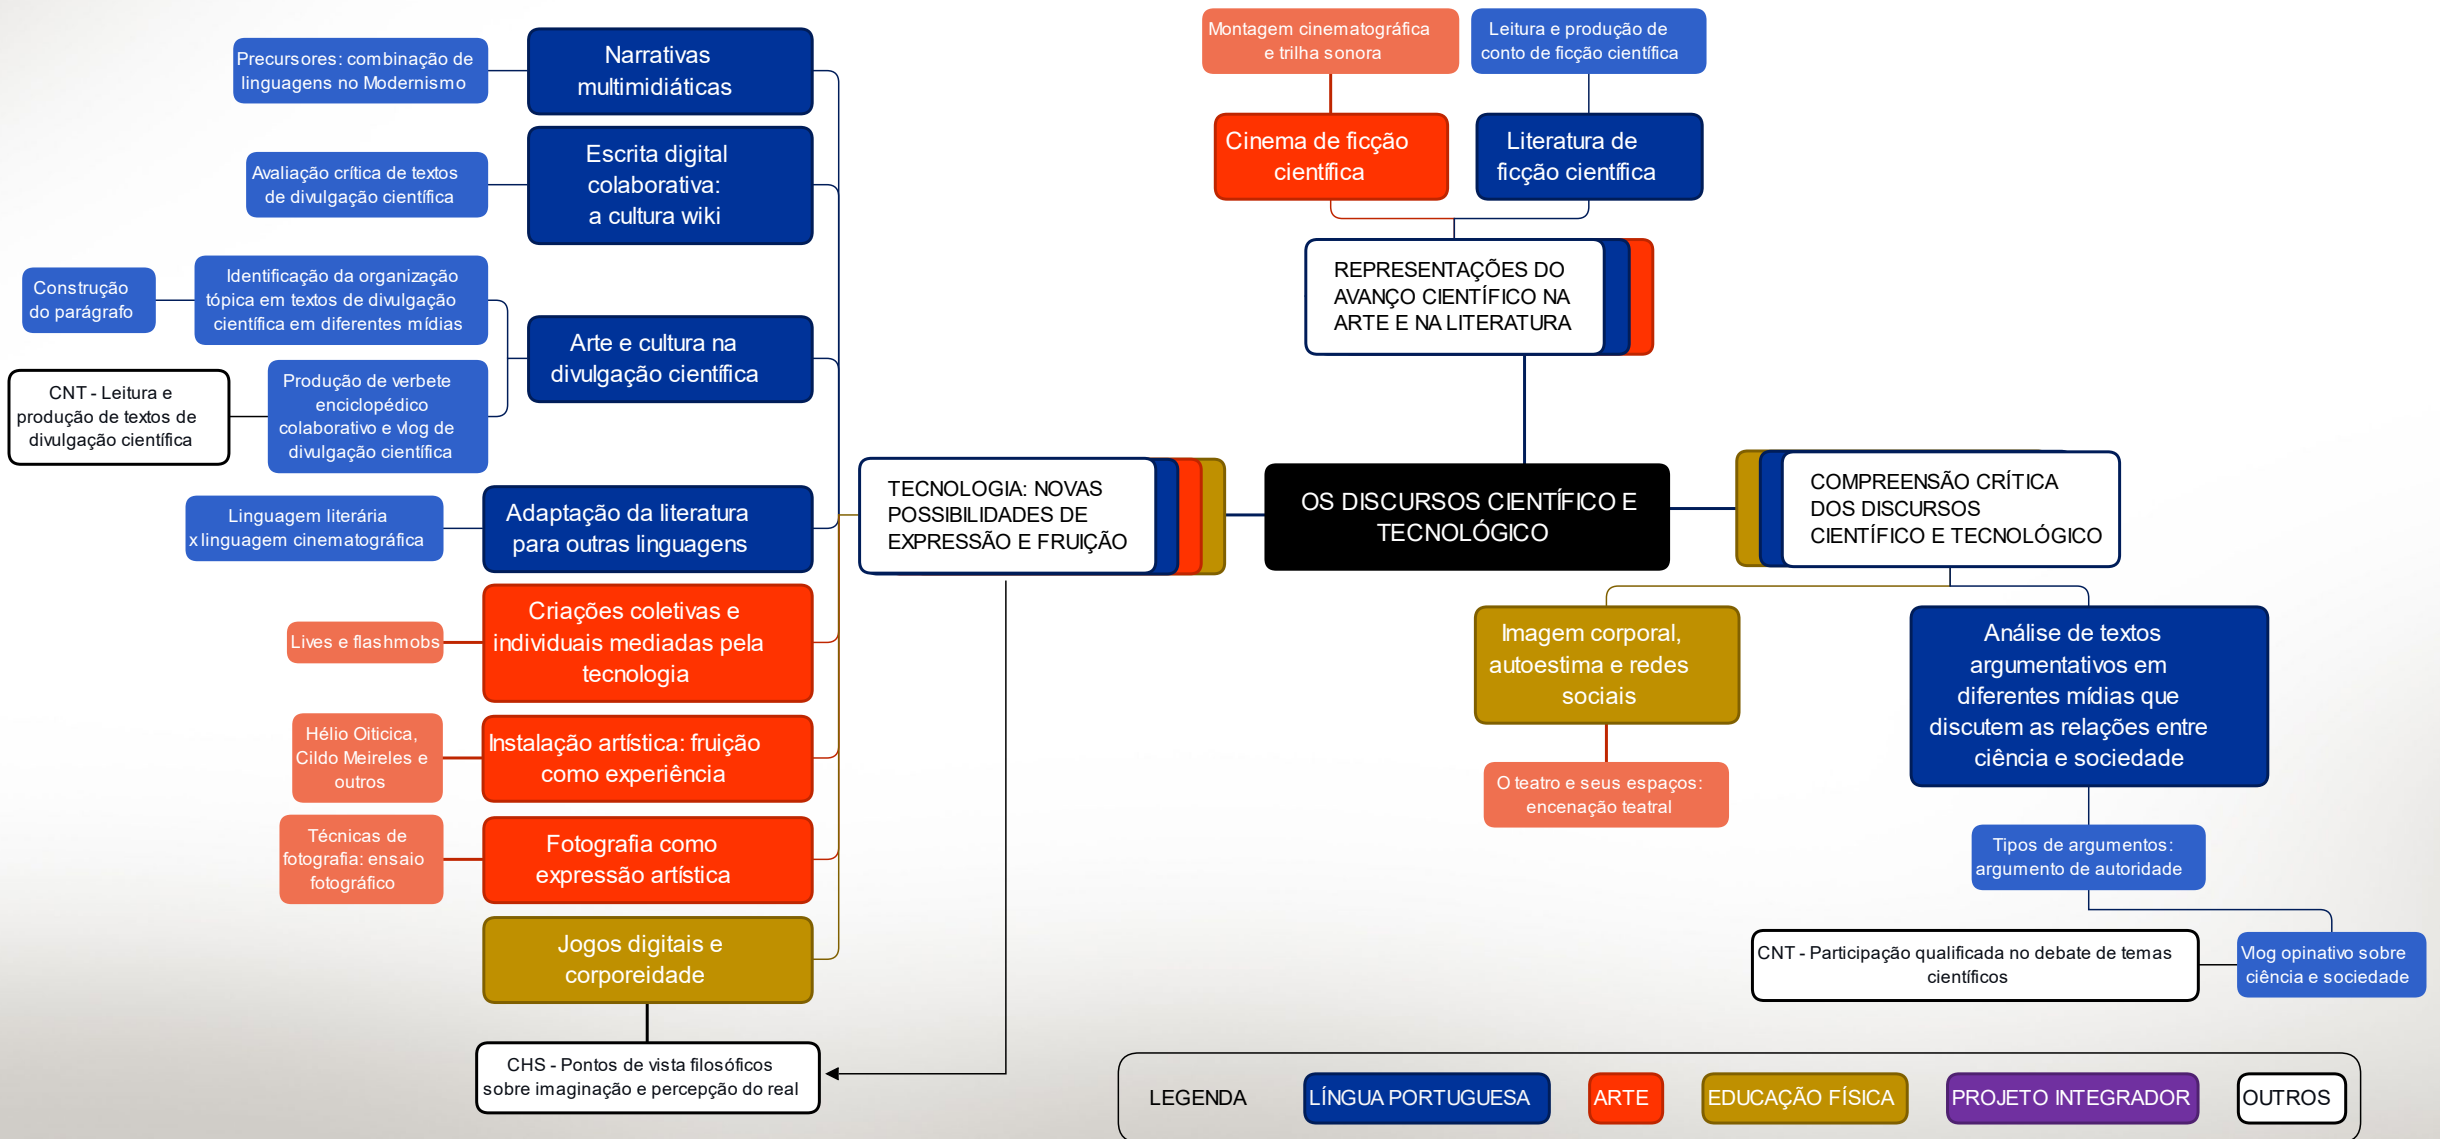 Montagem cinematográfica
e trilha sonora
Leitura e produção de
conto de ficção científica
Precursores: combinação de
linguagens no Modernismo
Narrativas
multimidiáticas
Cinema de ficção
científica
Literatura de
ficção científica
Avaliação crítica de textos
de divulgação científica
Escrita digital
colaborativa:
a cultura wiki
REPRESENTAÇÕES DO
AVANÇO CIENTÍFICO NA
ARTE E NA LITERATURA
Construção
do parágrafo
Identificação da organização
tópica em textos de divulgação
científica em diferentes mídias
Arte e cultura na
divulgação científica
CNT - Leitura e
produção de textos de
divulgação científica
Produção de verbete
enciclopédico
colaborativo e vlog de
divulgação científica
Linguagem literária
x linguagem cinematográfica
Adaptação da literatura
para outras linguagens
TECNOLOGIA: NOVAS
POSSIBILIDADES DE
EXPRESSÃO E FRUIÇÃO
OS DISCURSOS CIENTÍFICO E
TECNOLÓGICO
COMPREENSÃO CRÍTICA
DOS DISCURSOS
CIENTÍFICO E TECNOLÓGICO
Lives e flashmobs
Criações coletivas e
individuais mediadas pela
tecnologia
Imagem corporal,
autoestima e redes
sociais
Análise de textos
argumentativos em
diferentes mídias que
discutem as relações entre
ciência e sociedade
Hélio Oiticica,
Cildo Meireles e
outros
Instalação artística: fruição
como experiência
O teatro e seus espaços:
encenação teatral
Técnicas de
fotografia: ensaio
fotográfico
Fotografia como
expressão artística
Tipos de argumentos:
argumento de autoridade
Jogos digitais e
corporeidade
CNT - Participação qualificada no debate de temas
científicos
Vlog opinativo sobre
ciência e sociedade
CHS - Pontos de vista filosóficos
sobre imaginação e percepção do real
LEGENDA
LÍNGUA PORTUGUESA
ARTE
EDUCAÇÃO FÍSICA
PROJETO INTEGRADOR
OUTROS